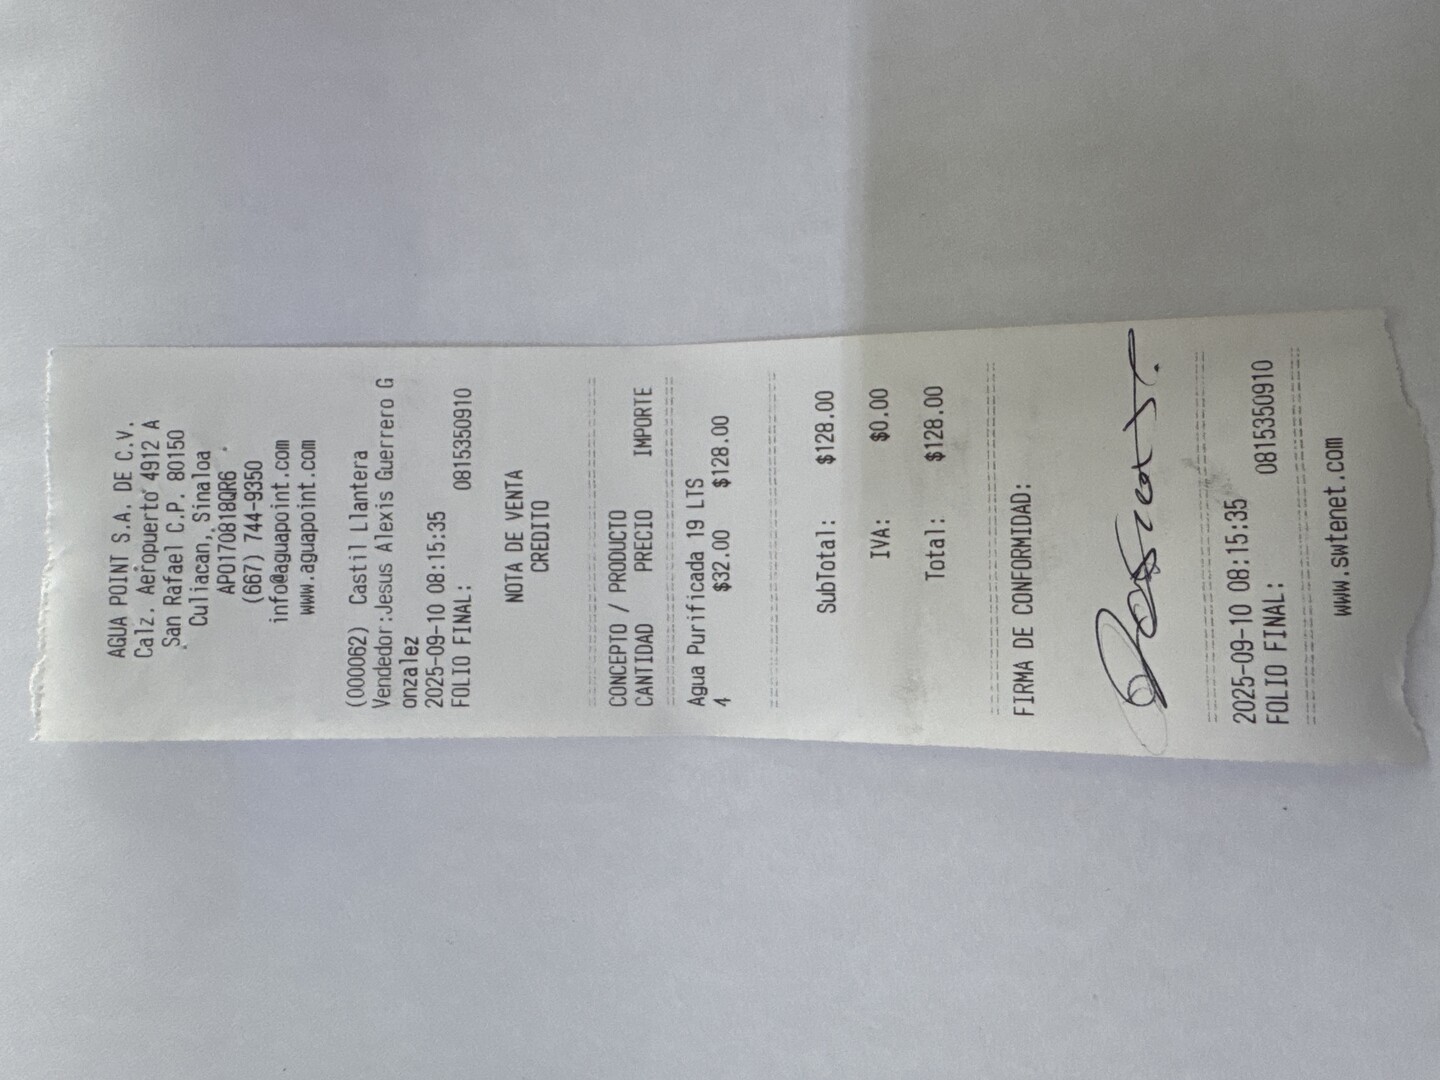 AGUA POINT S.A. DE C.V.
Calz. Aeropuerto 4912 A
San Rafael C.P. 80150
Culiacan, Sinaloa
APO170818QR6
(667) 744-9350
info@aguapoint.com
www.aguapoint.com
(000062) Castil Llantera
Vendedor:Jesus Alexis Guerrero G
onzalez
2025-09-10 08:15:35
FOLIO FINAL: 0815350910
NOTA DE VENTA
CREDITO
CONCEPTO / PRODUCTO
CANTIDAD PRECIO IMPORTE
Agua Purificada 19 LTS
4 $32.00 $128.00
SubTotal: $128.00
IVA: $0.00
Total: $128.00
FIRMA DE CONFORMIDAD:
2025-09-10 08:15:35
FOLIO FINAL: 0815350910
www.swtenet.com